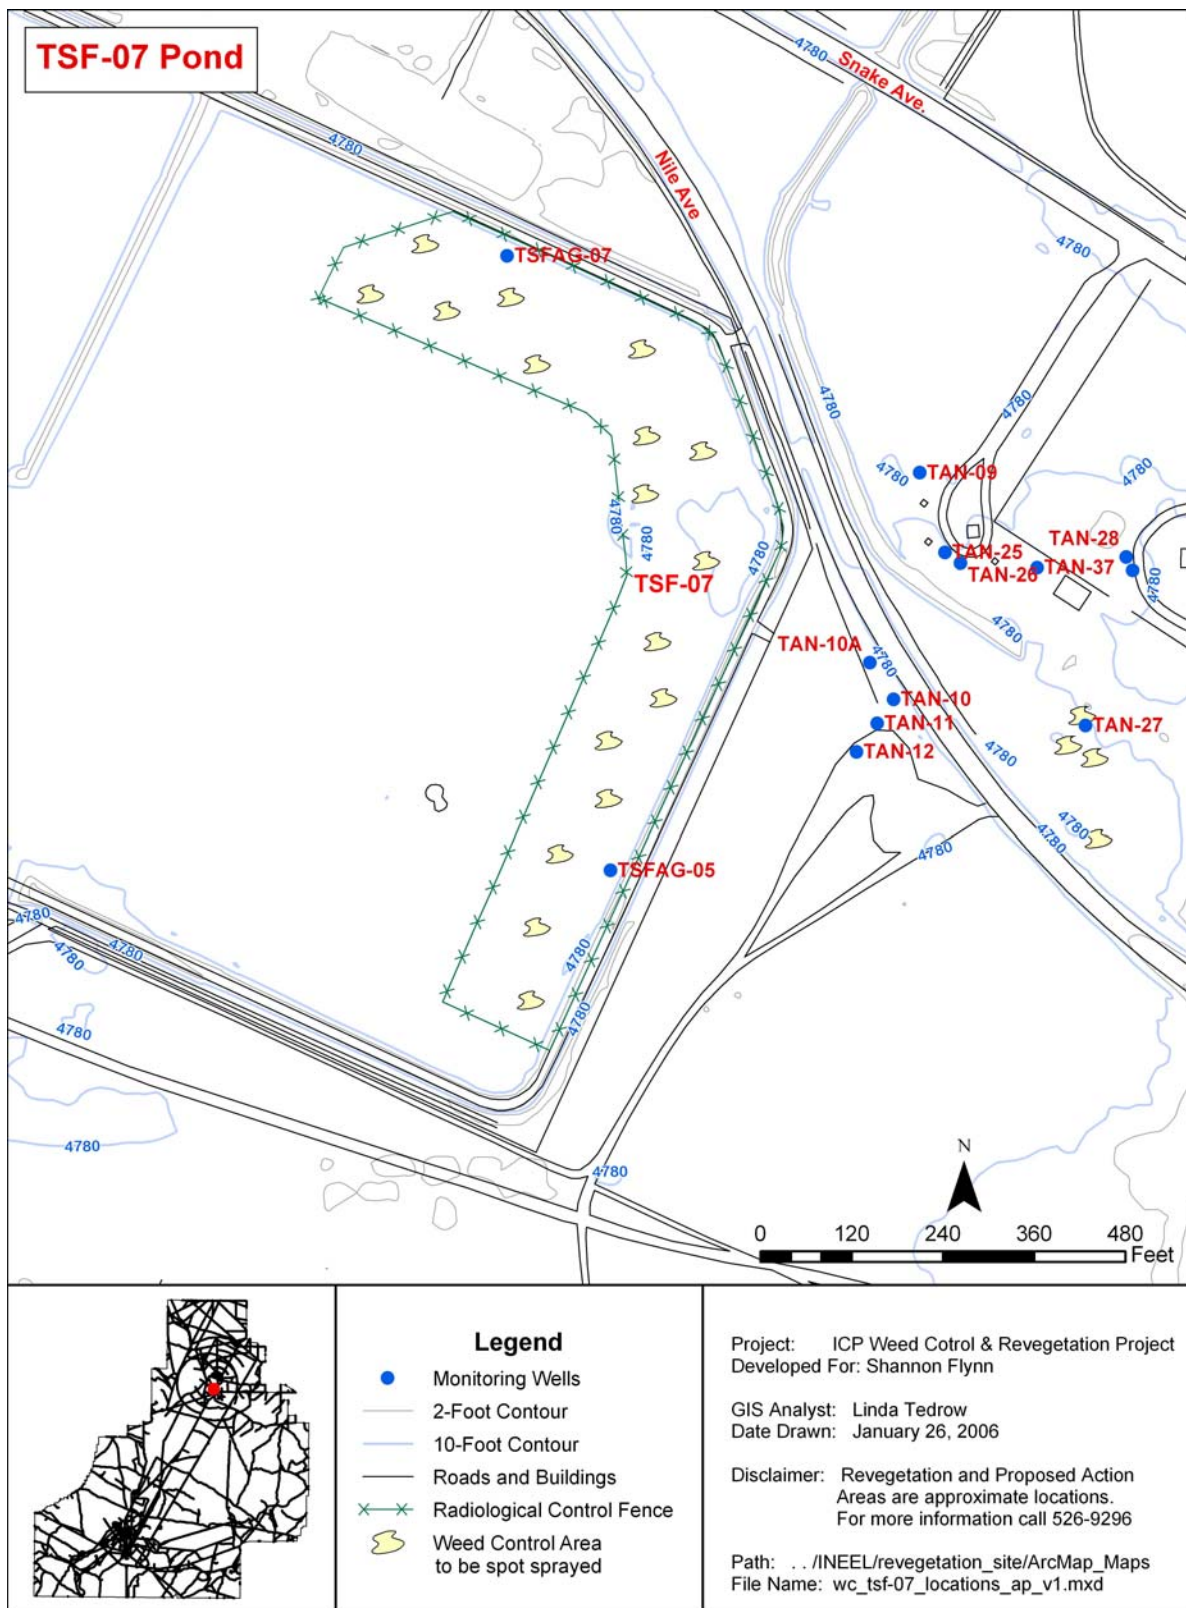 TSF-07 Pond
4780
Snake Ave.
4780
Nile Ave
4780
TSFAG-07
4780
4780
4780
TAN-09
4780
4780
4780
4780
4780
TAN-25
TAN-28
TAN-26
TAN-37
4780
TSF-07
4780
TAN-10A
4780
TAN-10
TAN-11
TAN-27
TAN-12
4780
4780
4780
4780
TSFAG-05
4780
4780
4780
4780
4780
4780
4780
4780
N
0 120 240 360 480
Feet
Legend
Monitoring Wells
2-Foot Contour
10-Foot Contour
Roads and Buildings
Radiological Control Fence
Weed Control Area
to be spot sprayed
Project: ICP Weed Cotrol & Revegetation Project
Developed For: Shannon Flynn
GIS Analyst: Linda Tedrow
Date Drawn: January 26, 2006
Disclaimer: Revegetation and Proposed Action
Areas are approximate locations.
For more information call 526-9296
Path: . . /INEEL/revegetation_site/ArcMap_Maps
File Name: wc_tsf-07_locations_ap_v1.mxd